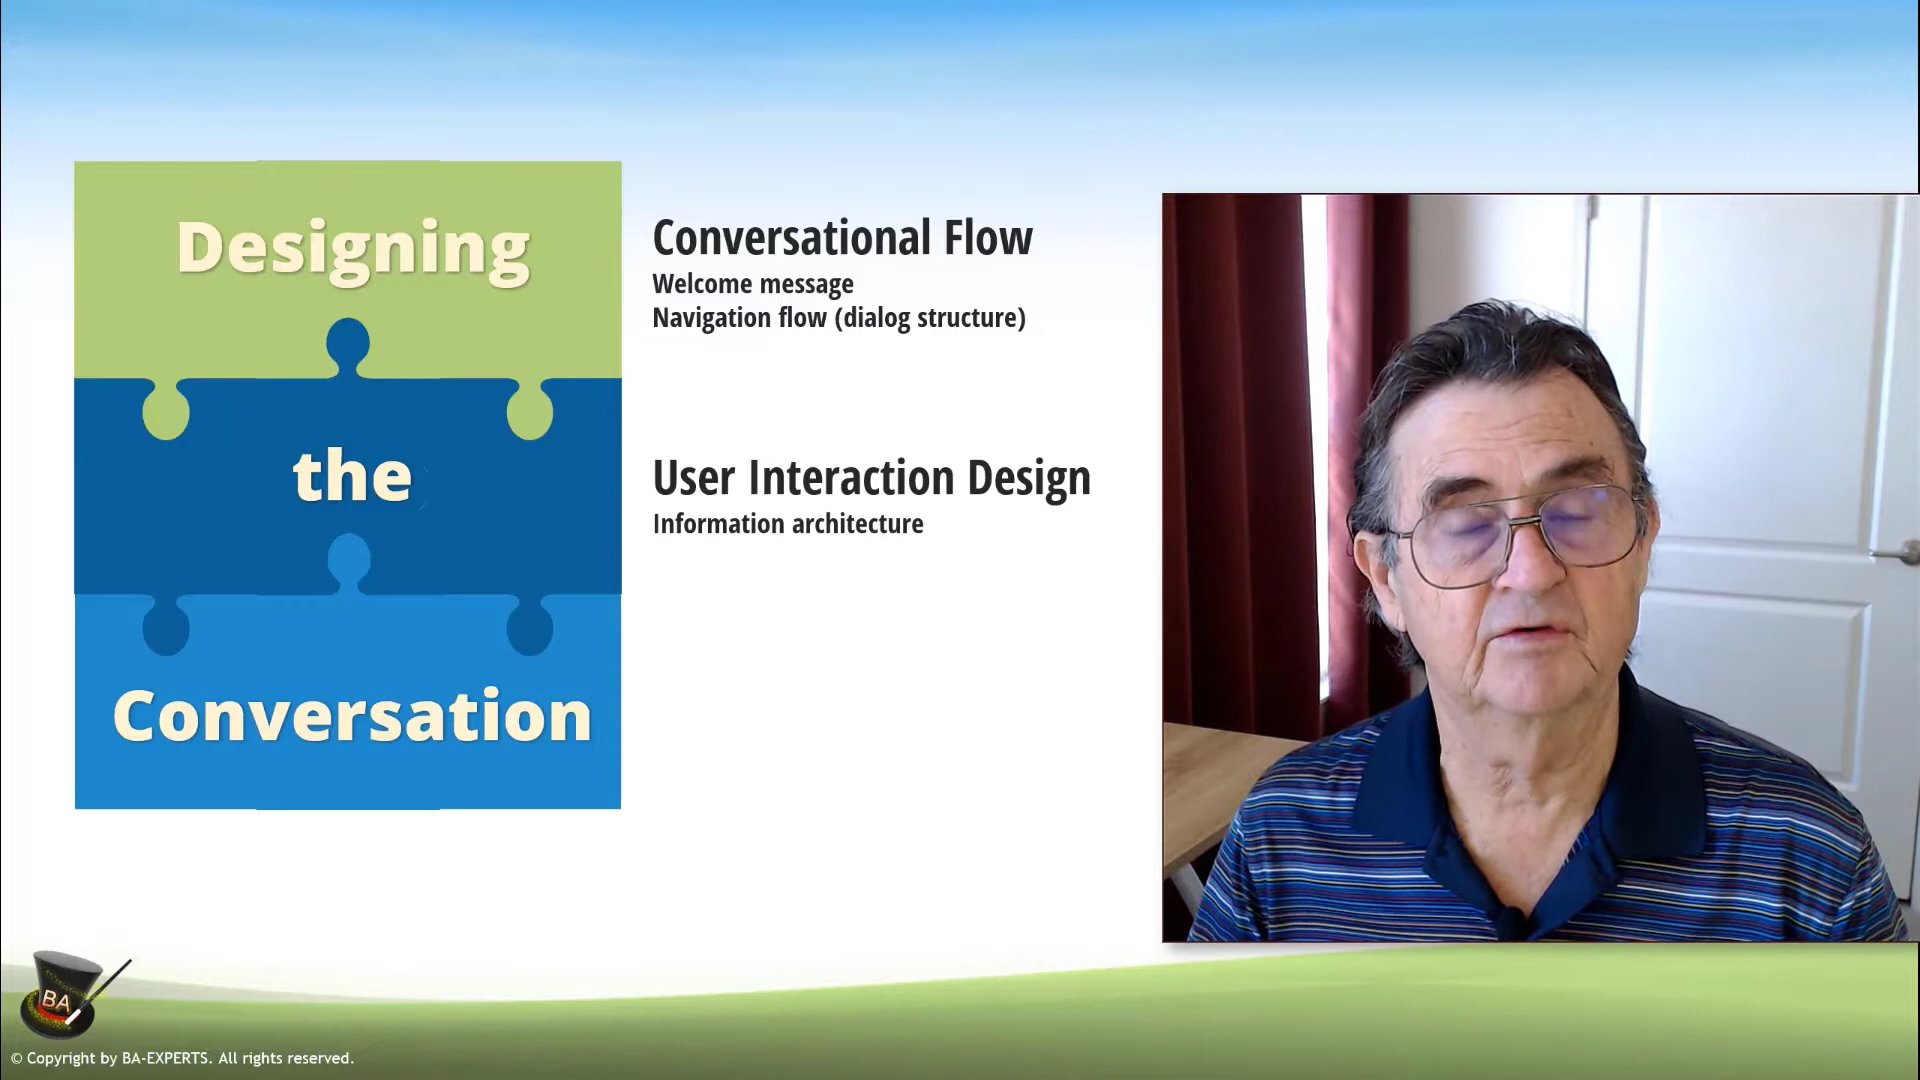 Designing
the
Conversation
Conversational Flow
Welcome message
Navigation flow (dialog structure)
User Interaction Design
Information architecture
BA
© Copyright by BA-EXPERTS. All rights reserved.